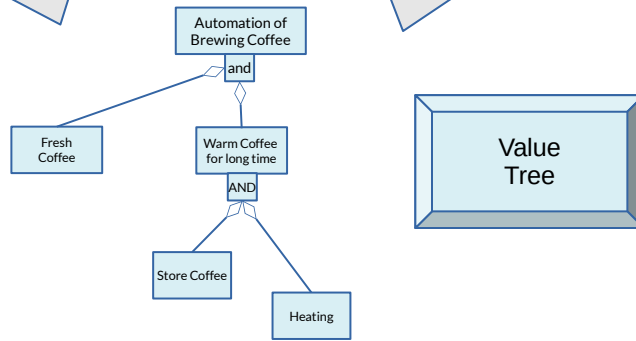 Automation of
Brewing Coffee
and
Fresh
Coffee
Warm Coffee
for long time
AND
Store Coffee
Heating
Value
Tree